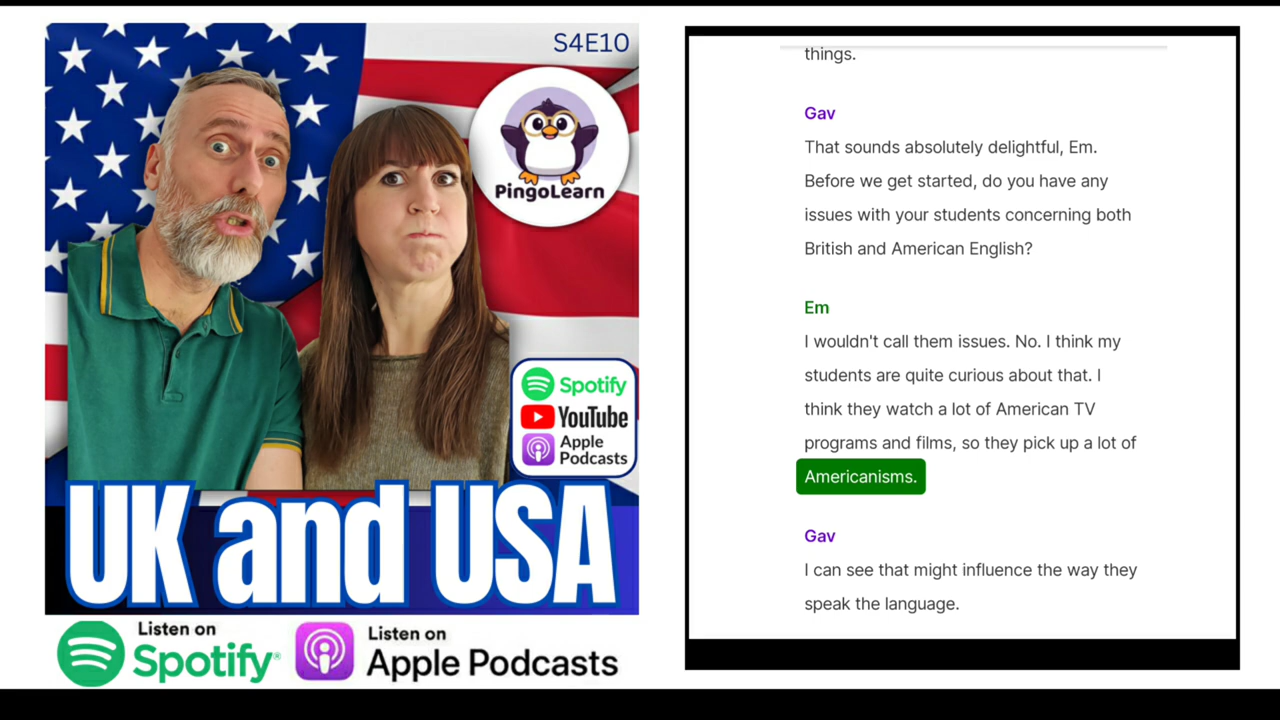 S4E10
PingoLearn
Spotify
YouTube
Apple
Podcasts
UK and USA
Listen on
Spotify
Listen on
Apple Podcasts
things.
Gav
That sounds absolutely delightful, Em.
Before we get started, do you have any
issues with your students concerning both
British and American English?
Em
I wouldn't call them issues. No. I think my
students are quite curious about that. I
think they watch a lot of American TV
programs and films, so they pick up a lot of
Americanisms.
Gav
I can see that might influence the way they
speak the language.